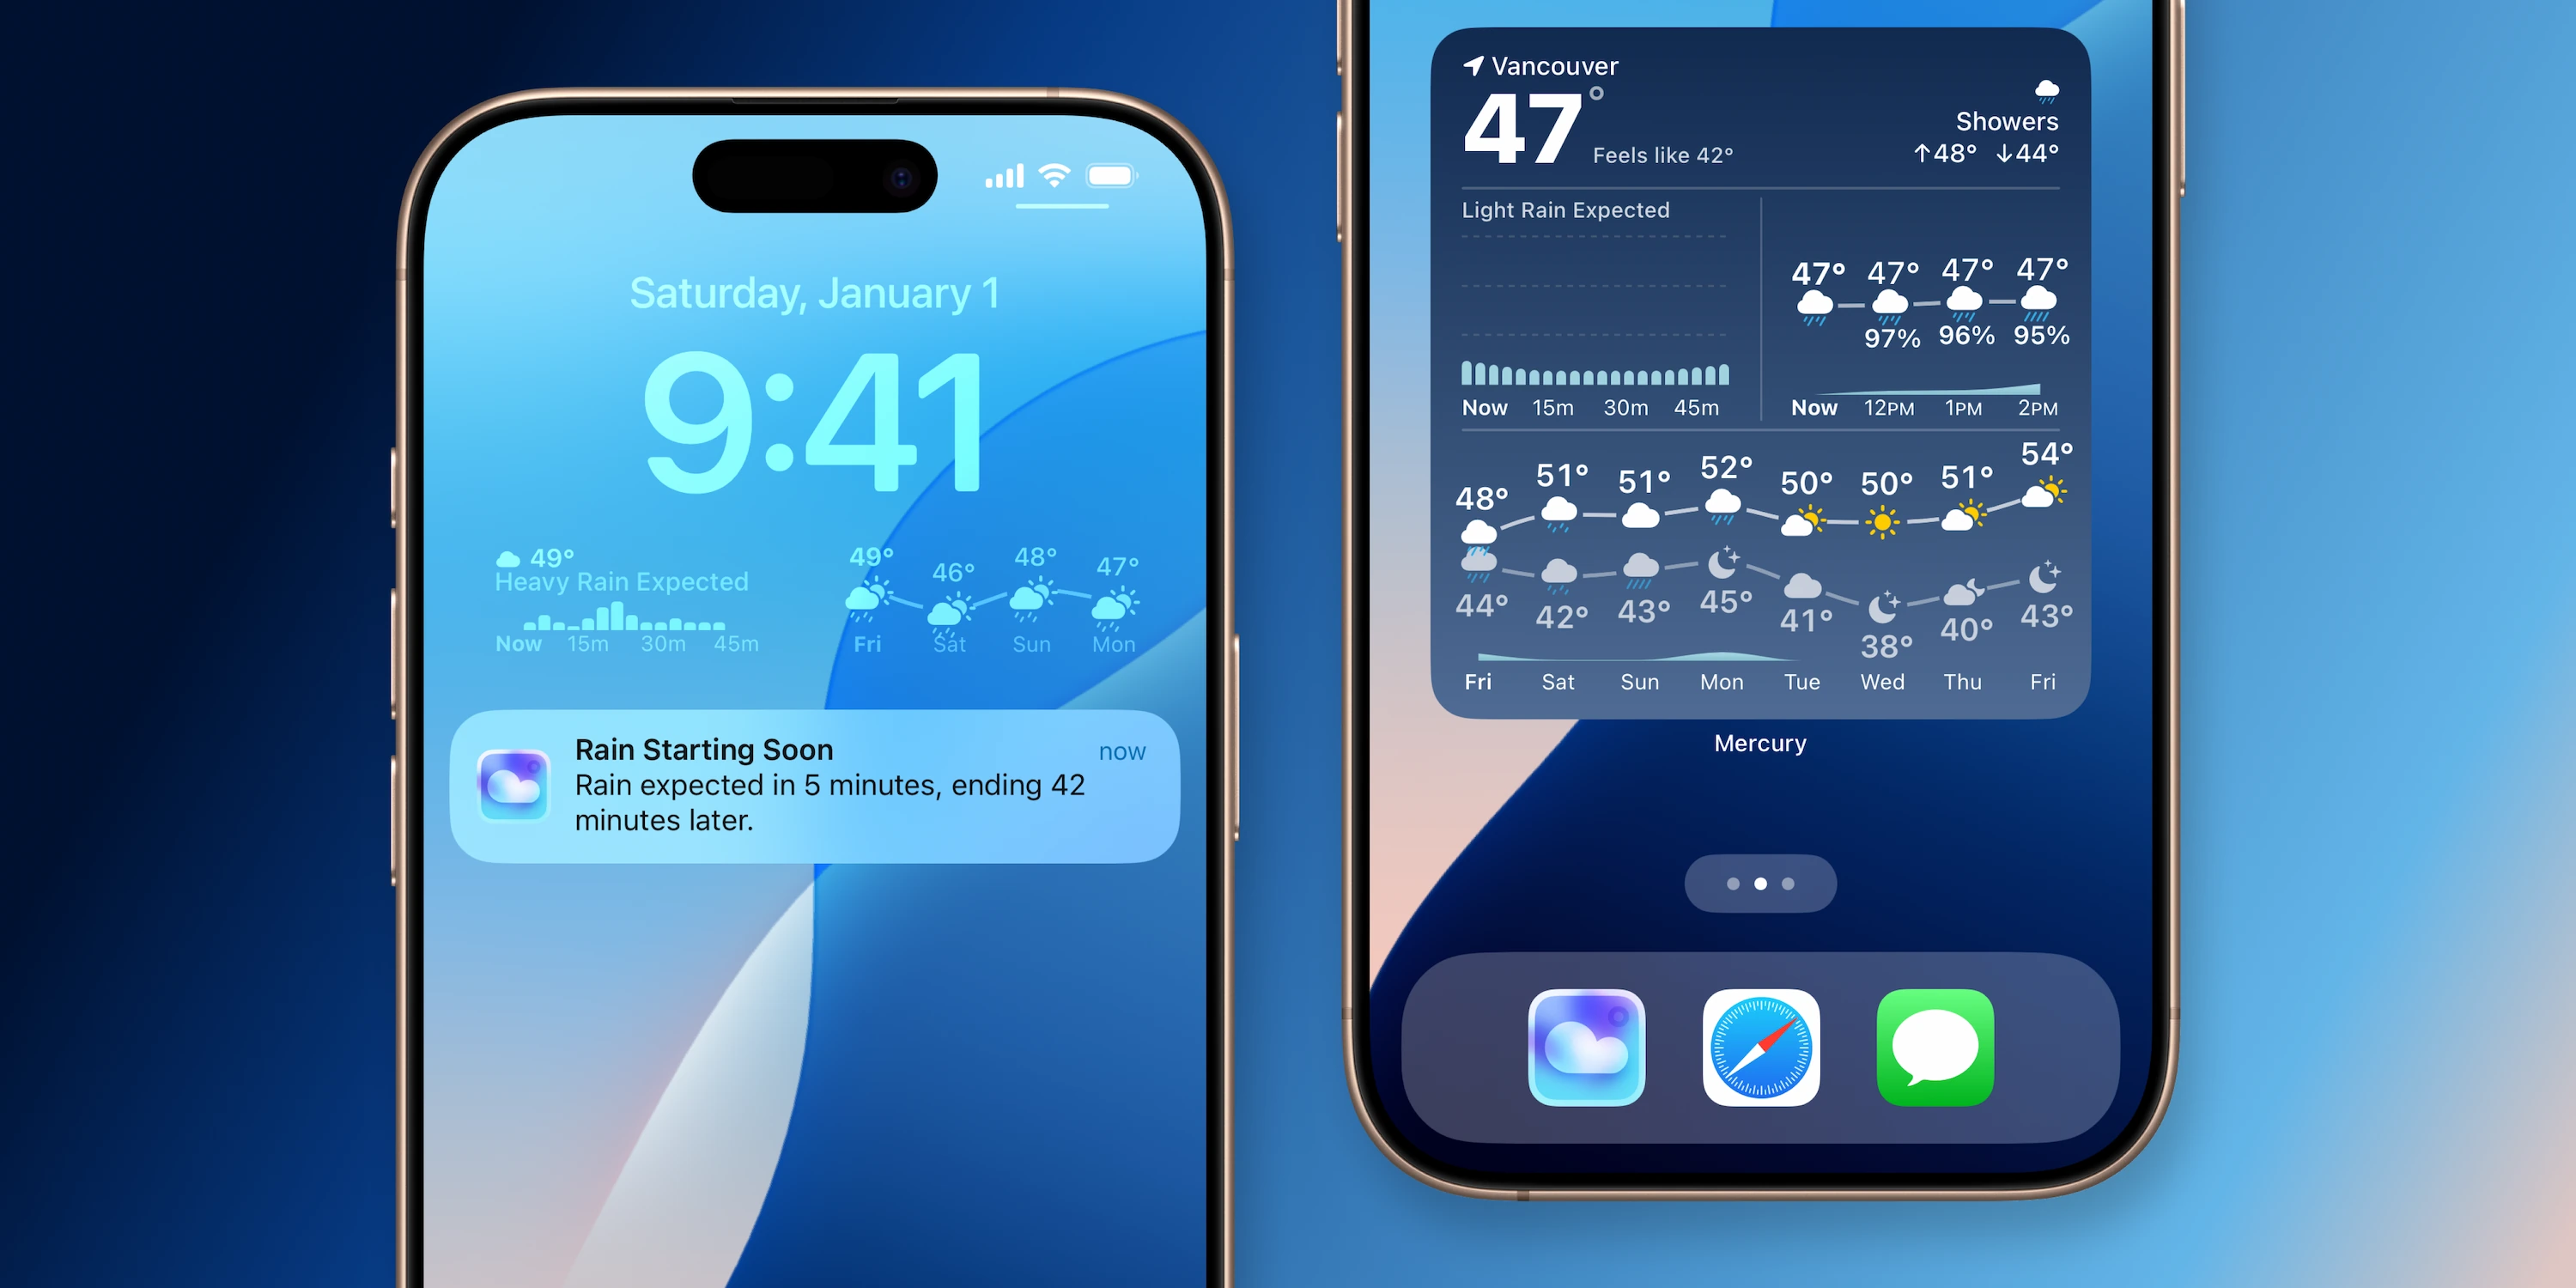 Saturday, January 1
9:41
49°
Heavy Rain Expected
Now 15m 30m 45m
49° 46° 48° 47°
Fri Sat Sun Mon
Rain Starting Soon
now
Rain expected in 5 minutes, ending 42
minutes later.
Vancouver
47°
Feels like 42°
Showers
↑48° ↓44°
Light Rain Expected
Now 15m 30m 45m
47° 47° 47° 47°
97% 96% 95%
Now 12PM 1PM 2PM
48° 51° 51° 52° 50° 50° 51° 54°
44° 42° 43° 45° 41° 38° 40° 43°
Fri Sat Sun Mon Tue Wed Thu Fri
Mercury